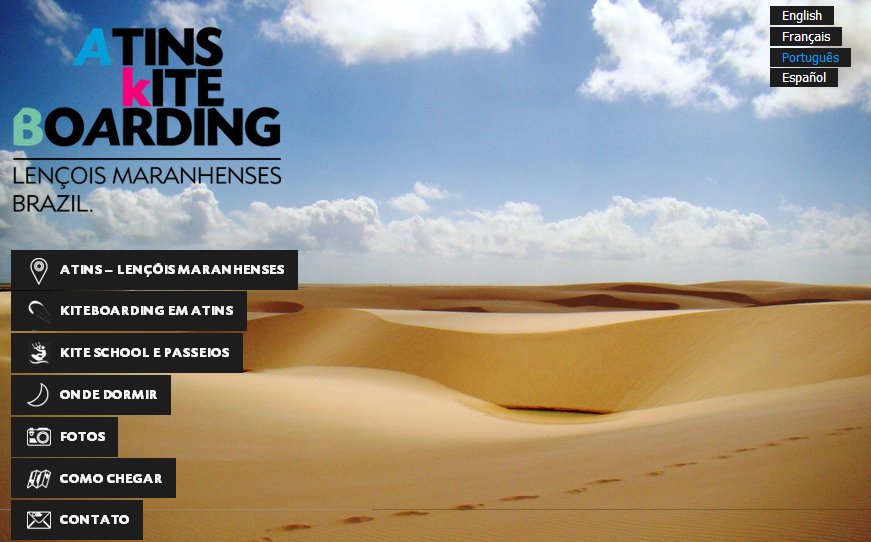 ATINS
kITE
BOARDING
LENÇOIS MARANHENSES
BRAZIL.
English
Français
Português
Español
ATINS – LENÇÓIS MARANHENSES
KITEBOARDING EM ATINS
KITE SCHOOL E PASSEIOS
ONDE DORMIR
FOTOS
COMO CHEGAR
CONTATO